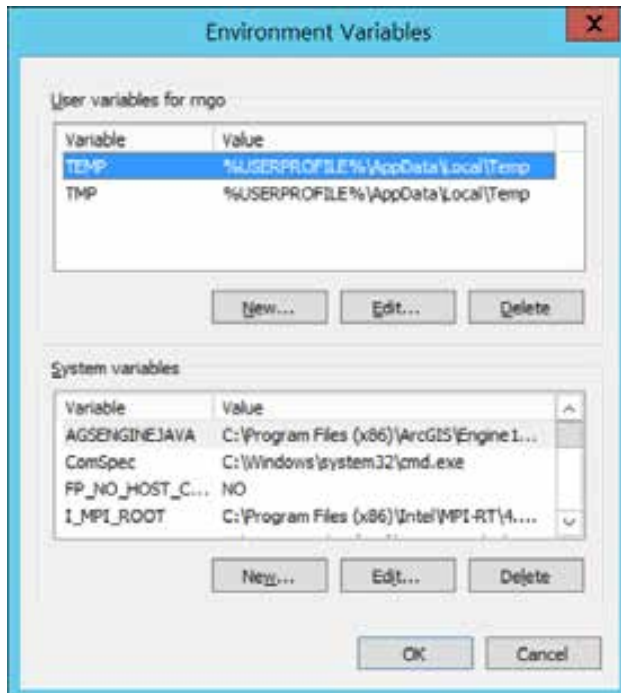 Environment Variables
x
User variables for rngo
Variable Value
TEMP %USERPROFILE%\AppData\Local\Temp
TMP %USERPROFILE%\AppData\Local\Temp
New... Edit... Delete
System variables
Variable Value
AGSENGINEJAVA C:\Program Files (x86)\ArcGIS\Engine1...
ComSpec C:\Windows\system32\cmd.exe
FP_NO_HOST_C... NO
I_MPI_ROOT C:\Program Files (x86)\Intel\MPI-RT\4....
New... Edit... Delete
OK Cancel